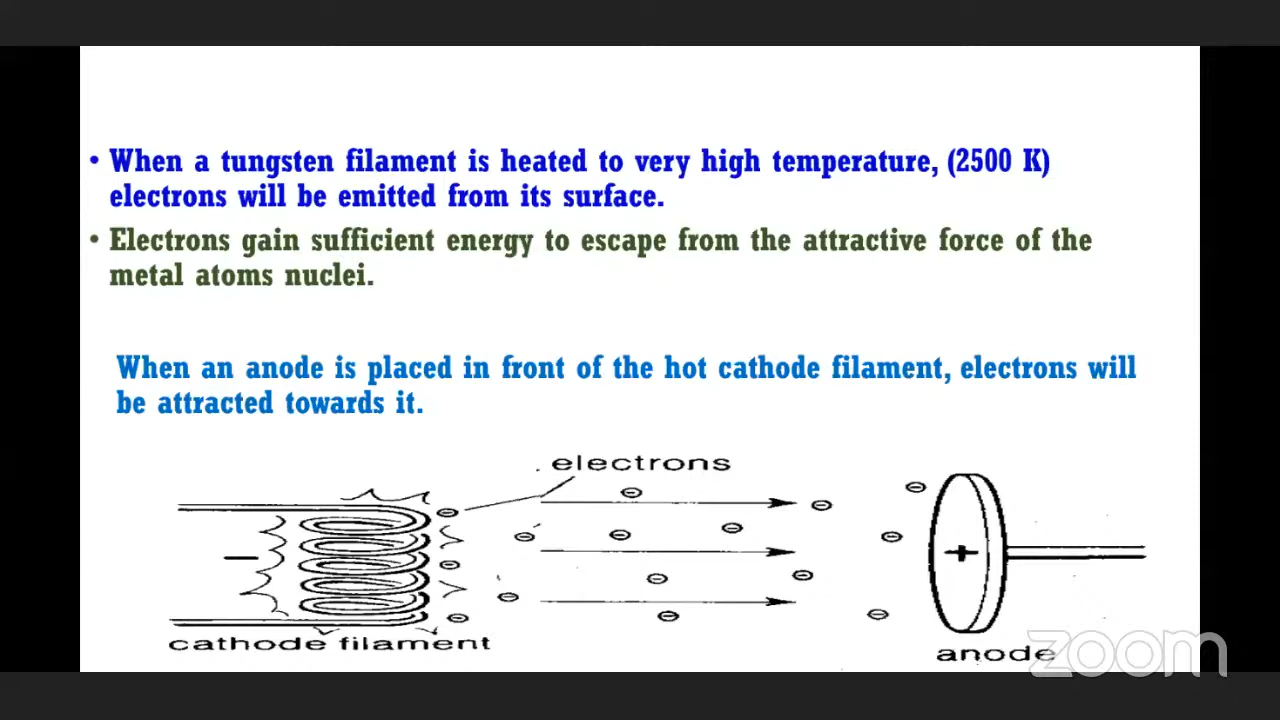 • When a tungsten filament is heated to very high temperature, (2500 K)
electrons will be emitted from its surface.
• Electrons gain sufficient energy to escape from the attractive force of the
metal atoms nuclei.
When an anode is placed in front of the hot cathode filament, electrons will
be attracted towards it.
electrons
cathode filament
anode
zoom